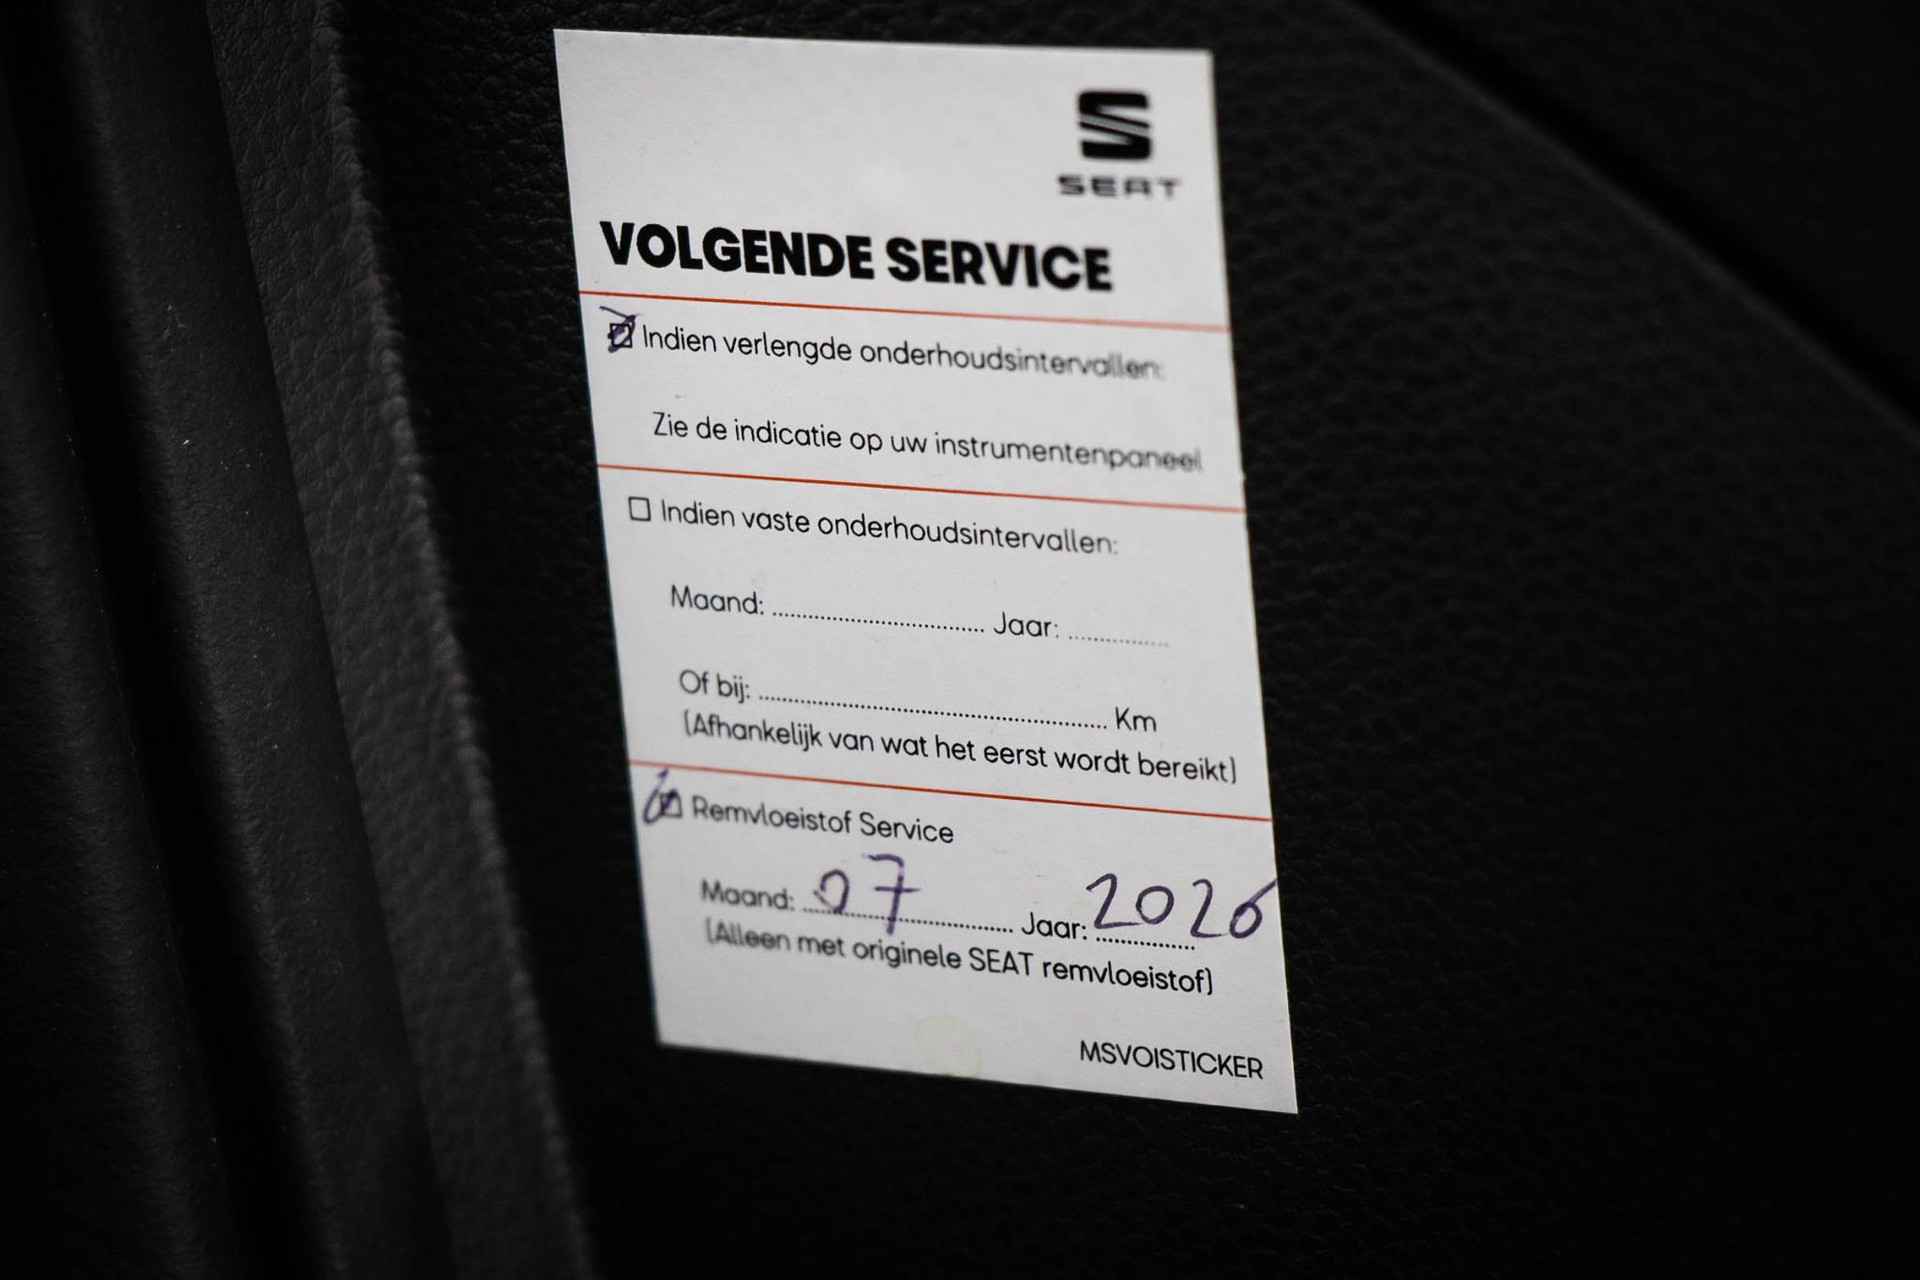 SEAT
VOLGENDE SERVICE
Indien verlengde onderhoudsintervallen:
Zie de indicatie op uw instrumentenpaneel
Indien vaste onderhoudsintervallen:
Maand: ........................ Jaar: ..............
Of bij: ........................................ Km
(Afhankelijk van wat het eerst wordt bereikt)
Remvloeistof Service
Maand: 07 Jaar: 2026
(Alleen met originele SEAT remvloeistof)
MSVOISTICKER